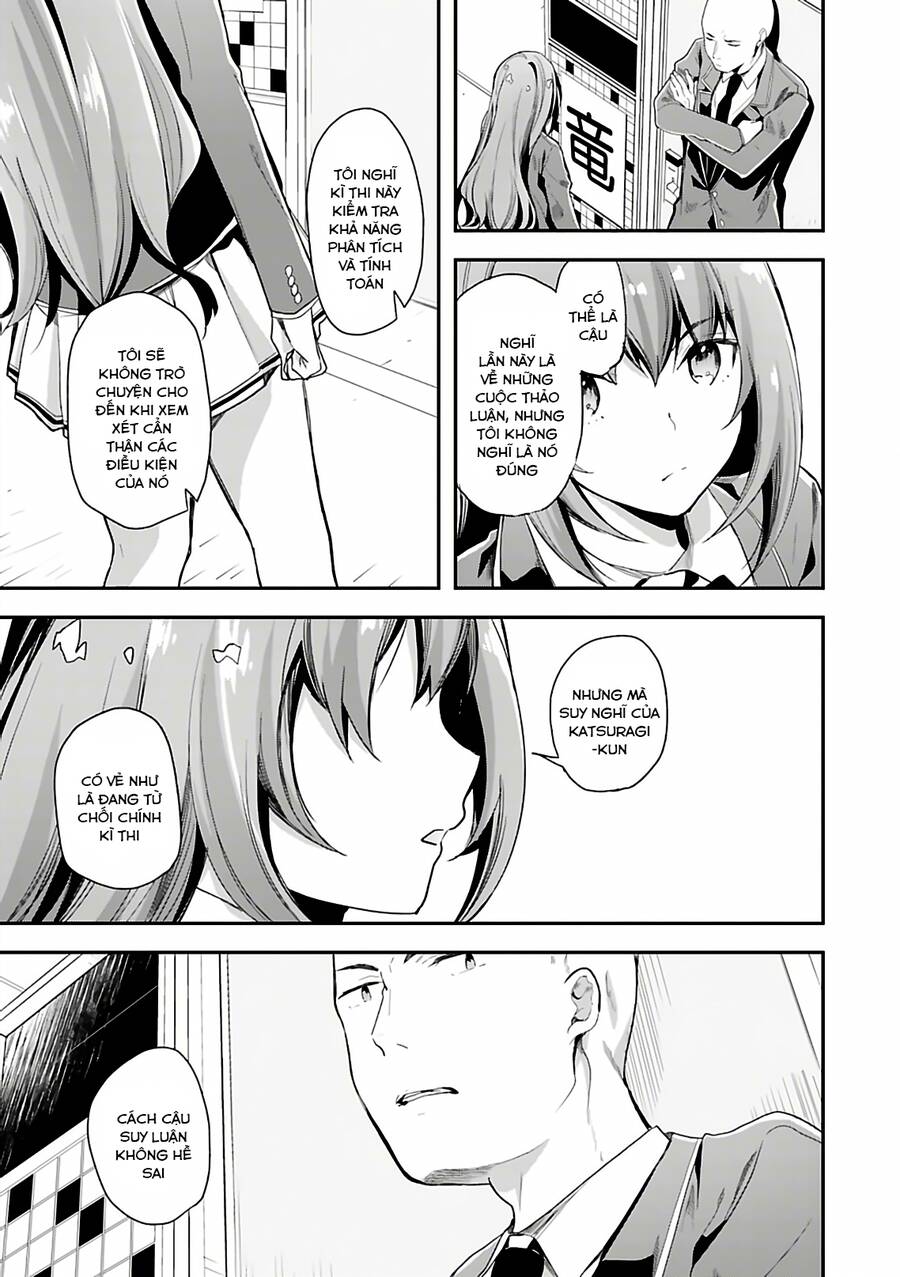 竜
CÓ
THỂ LÀ
CẬU
NGHĨ
LẦN NÀY LÀ
VỀ NHỮNG
CUỘC THẢO
LUẬN, NHƯNG
TÔI KHÔNG
NGHĨ LÀ NÓ
ĐÚNG
TÔI NGHĨ
KÌ THI NÀY
KIỂM TRA
KHẢ NĂNG
PHÂN TÍCH
VÀ TÍNH
TOÁN
TÔI SẼ
KHÔNG TRÒ
CHUYỆN CHO
ĐẾN KHI XEM
XÉT CẨN
THẬN CÁC
ĐIỀU KIỆN
CỦA NÓ
NHƯNG MÀ
SUY NGHĨ CỦA
KATSURAGI
-KUN
CÓ VẺ NHƯ
LÀ ĐANG TỪ
CHỐI CHÍNH
KÌ THI
CÁCH CẬU
SUY LUẬN
KHÔNG HỀ
SAI